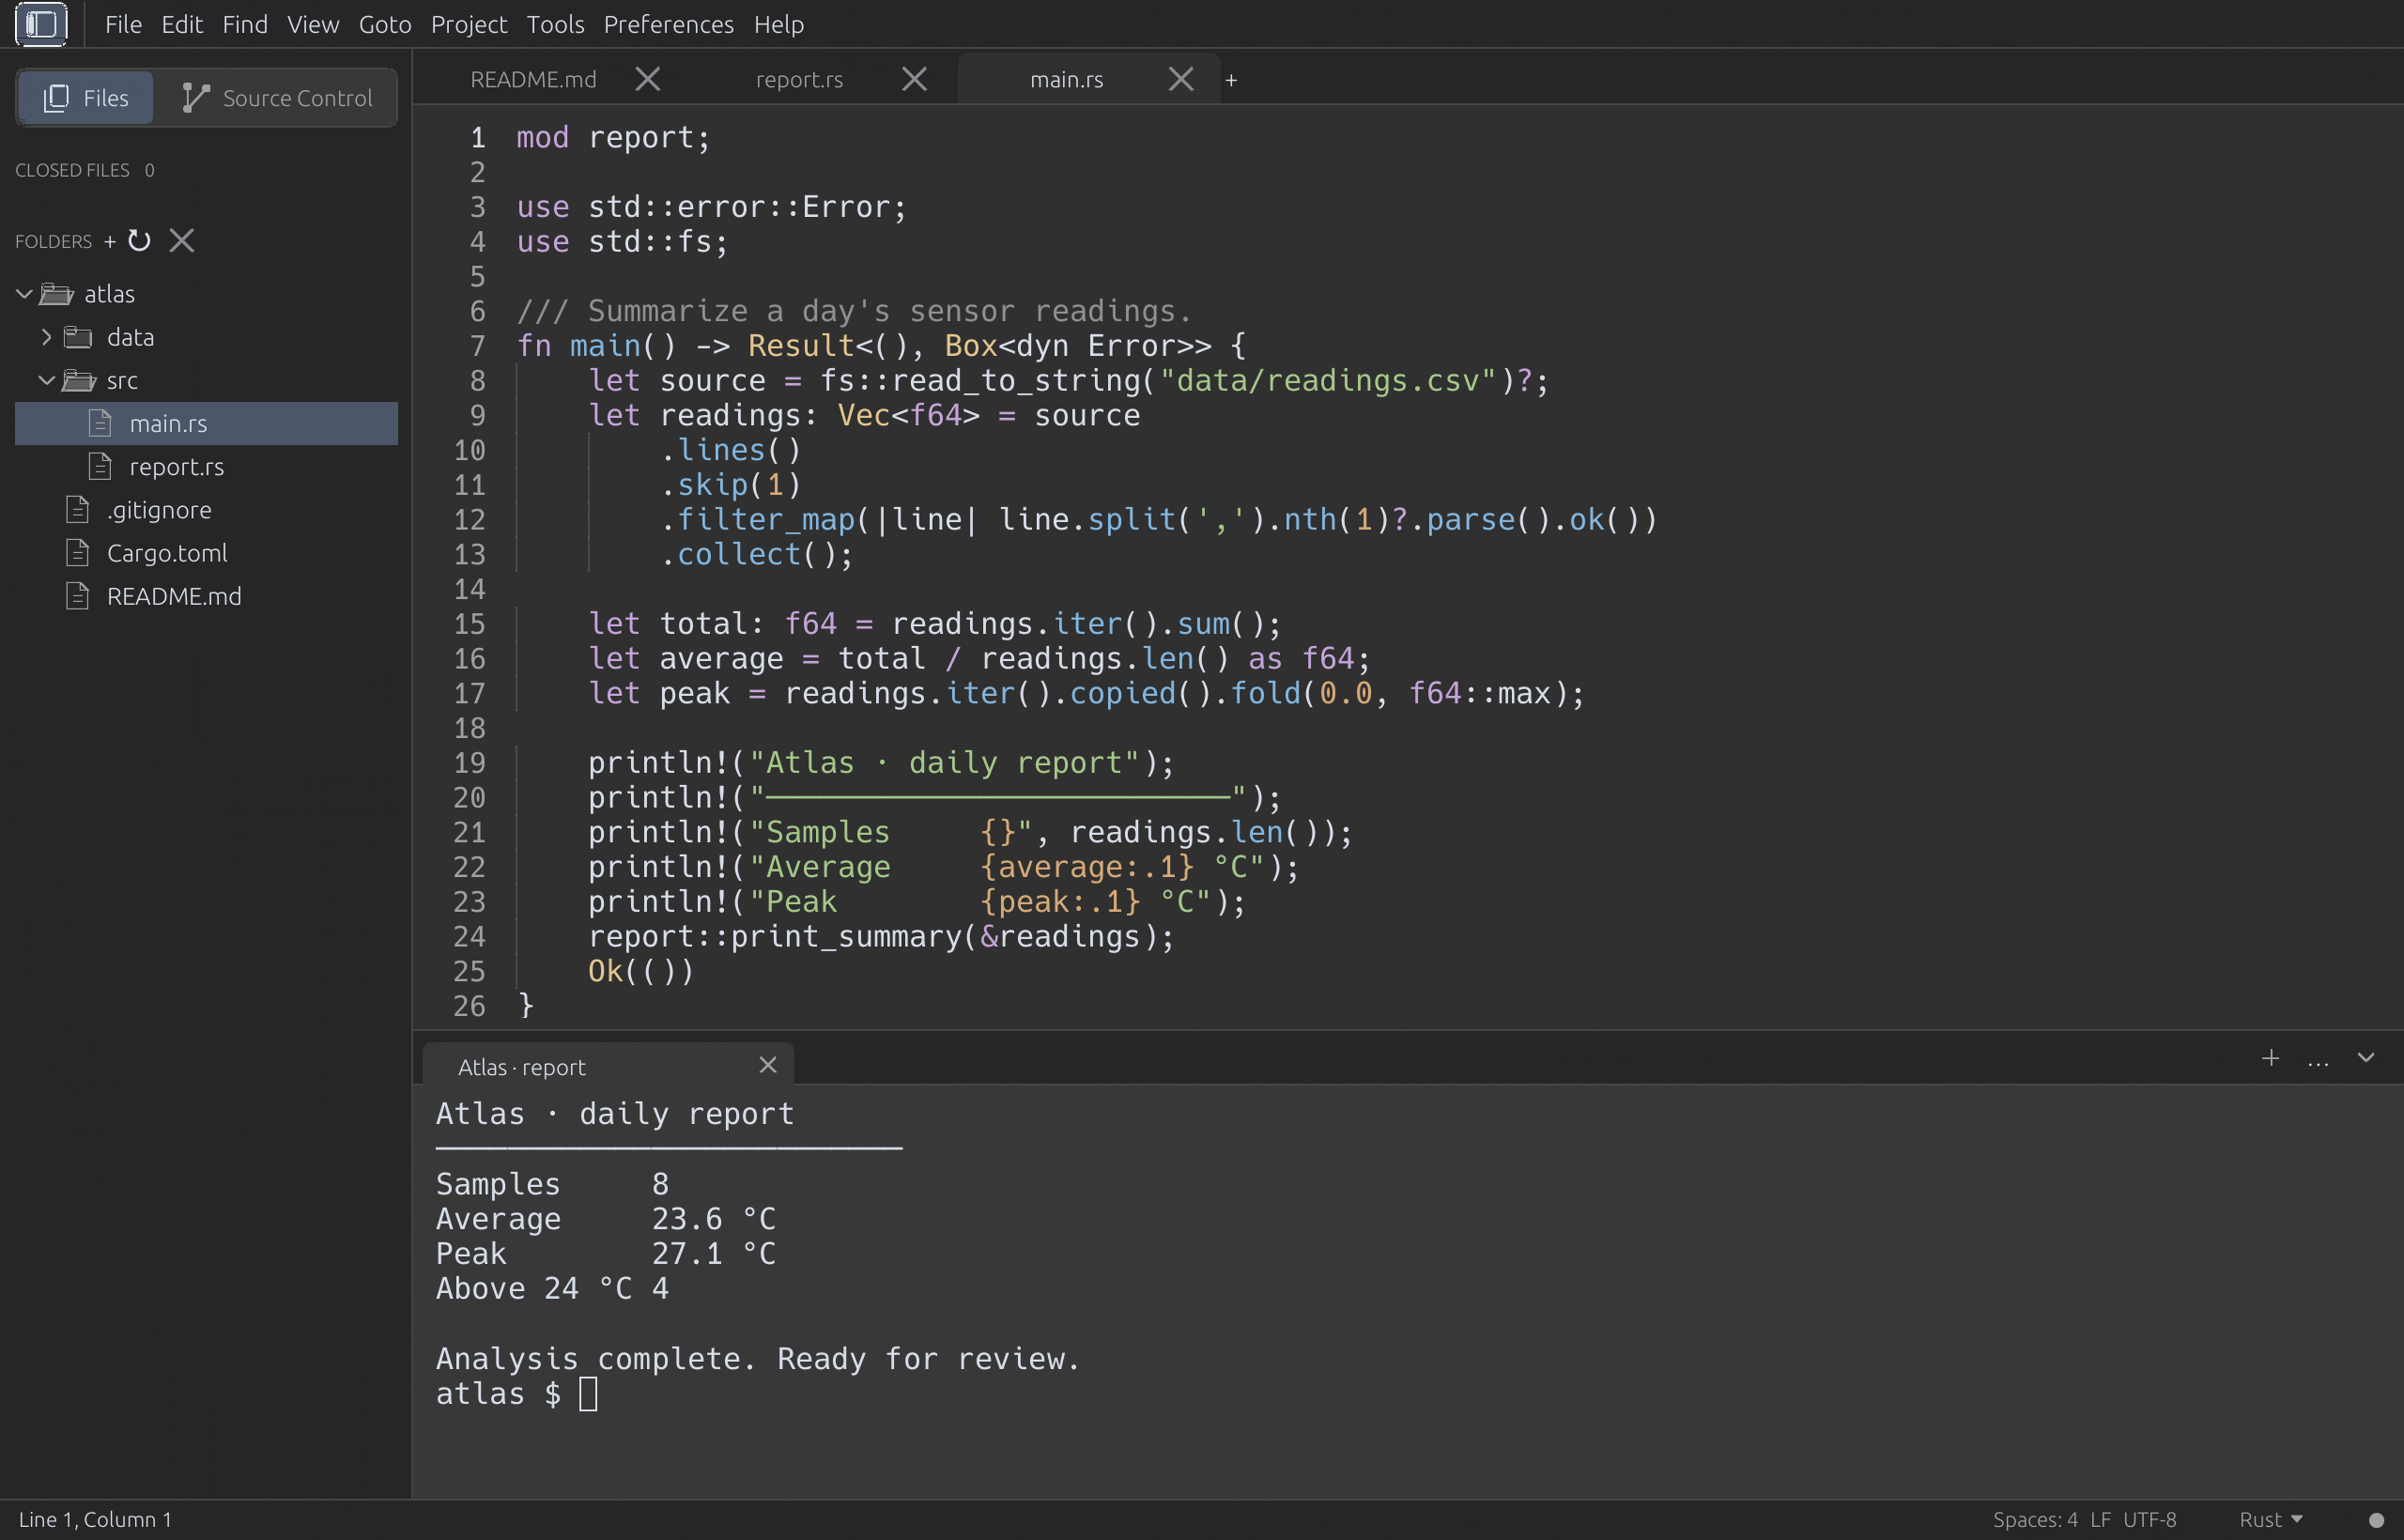 File Edit Find View Goto Project Tools Preferences Help
Files Source Control
CLOSED FILES 0
FOLDERS +
atlas
data
src
main.rs
report.rs
.gitignore
Cargo.toml
README.md
README.md report.rs main.rs +
1 mod report;
2
3 use std::error::Error;
4 use std::fs;
5
6 /// Summarize a day's sensor readings.
7 fn main() -> Result<(), Box<dyn Error>> {
8     let source = fs::read_to_string("data/readings.csv")?;
9     let readings: Vec<f64> = source
10         .lines()
11         .skip(1)
12         .filter_map(|line| line.split(',').nth(1)?.parse().ok())
13         .collect();
14
15     let total: f64 = readings.iter().sum();
16     let average = total / readings.len() as f64;
17     let peak = readings.iter().copied().fold(0.0, f64::max);
18
19     println!("Atlas · daily report");
20     println!("──────────────────────────");
21     println!("Samples     {}", readings.len());
22     println!("Average     {average:.1} °C");
23     println!("Peak        {peak:.1} °C");
24     report::print_summary(&readings);
25     Ok(())
26 }
Atlas · report
+ ...
Atlas · daily report
──────────────────────────
Samples     8
Average     23.6 °C
Peak        27.1 °C
Above 24 °C 4
Analysis complete. Ready for review.
atlas $
Line 1, Column 1
Spaces: 4 LF UTF-8 Rust